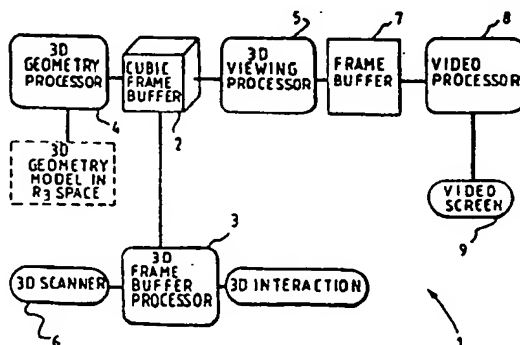 5
7
8
3D
GEOMETRY
PROCESSOR
CUBIC
FRAME
BUFFER
3D
VIEWING
PROCESSOR
FRAME
BUFFER
VIDEO
PROCESSOR
4
2
3D
GEOMETRY
MODEL IN
R3 SPACE
VIDEO
SCREEN
9
3
3D SCANNER
3D
FRAME
BUFFER
PROCESSOR
3D INTERACTION
6
1